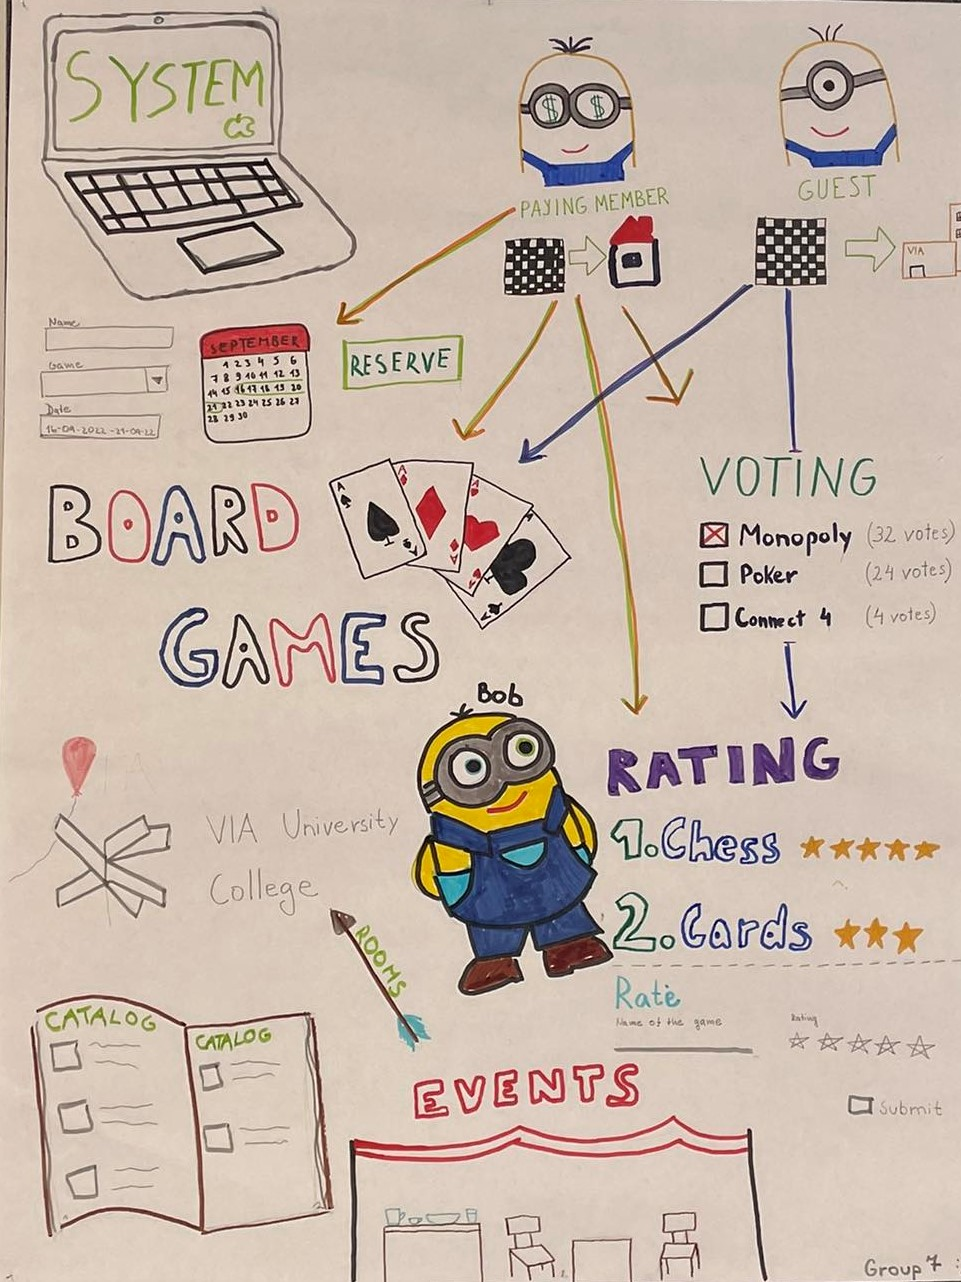 SYSTEM
PAYING MEMBER
GUEST
VIA
Name
Game
Date
16-09-2022 -21-09-22
SEPTEMBER
1 2 3 4 5 6
7 8 9 10 11 12 13
14 15 16 17 18 19 20
21 22 23 24 25 26 27
28 29 30
RESERVE
BOARD
GAMES
A
A
A
A
A
A
VOTING
Monopoly (32 votes)
Poker (24 votes)
Connect 4 (4 votes)
Bob
RATING
1. Chess
2. Cards
VIA University
College
ROOMS
Rate
Name of the game
Rating
Submit
CATALOG
CATALOG
EVENTS
Group 7